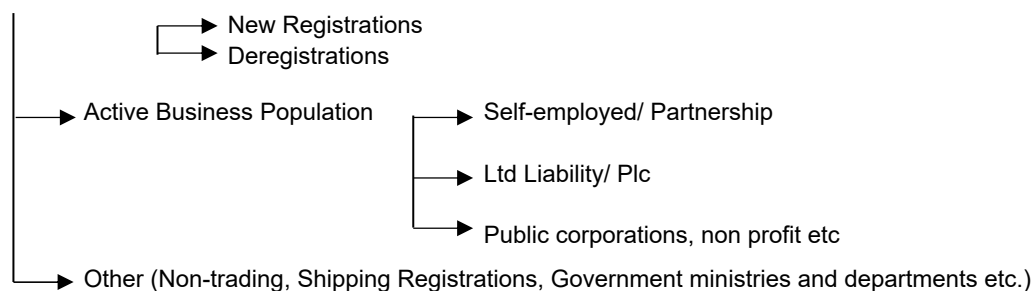 New Registrations
Deregistrations
Active Business Population
Self-employed/ Partnership
Ltd Liability/ Plc
Public corporations, non profit etc
Other (Non-trading, Shipping Registrations, Government ministries and departments etc.)